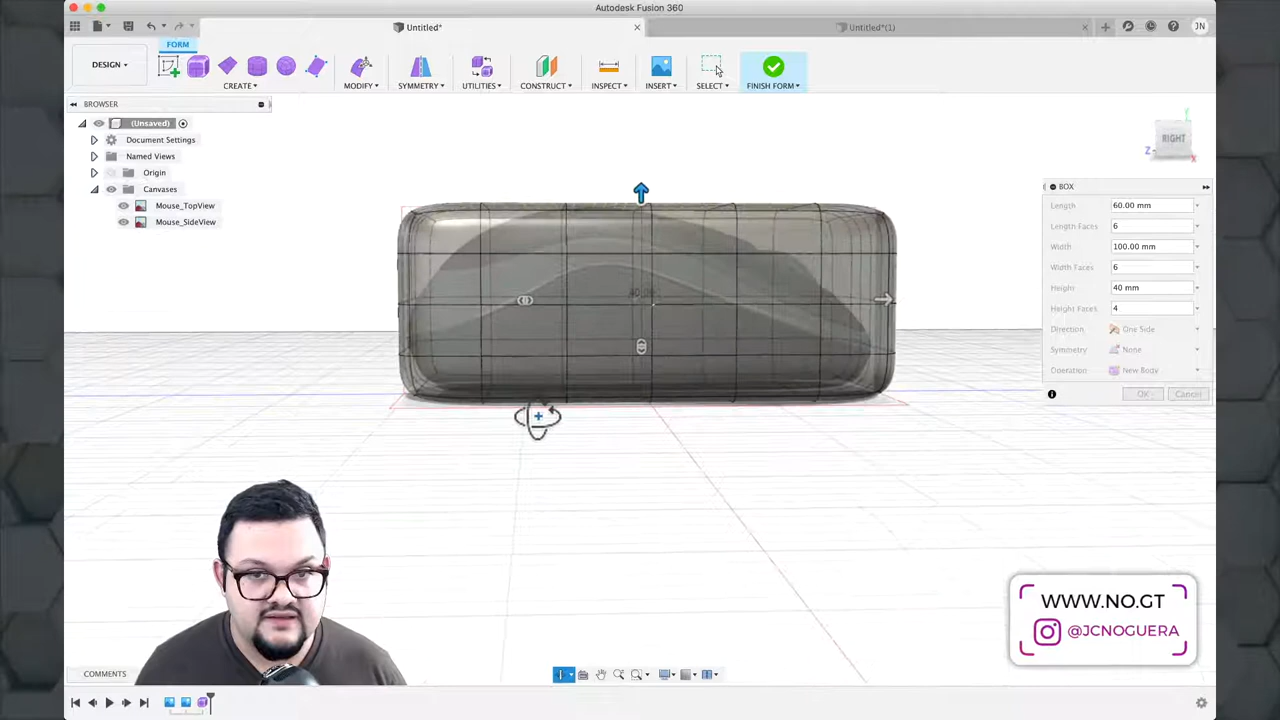 Autodesk Fusion 360
Untitled*
Untitled*(1)
JN
FORM
DESIGN
CREATE
MODIFY
SYMMETRY
UTILITIES
CONSTRUCT
INSPECT
INSERT
SELECT
FINISH FORM
BROWSER
(Unsaved)
Document Settings
Named Views
Origin
Canvases
Mouse_TopView
Mouse_SideView
Y
RIGHT
Z
X
BOX
Length 60.00 mm
Length Faces 6
Width 100.00 mm
Width Faces 6
Height 40 mm
Height Faces 4
Direction One Side
Symmetry None
Operation New Body
OK Cancel
WWW.NO.GT
@JCNOGUERA
COMMENTS